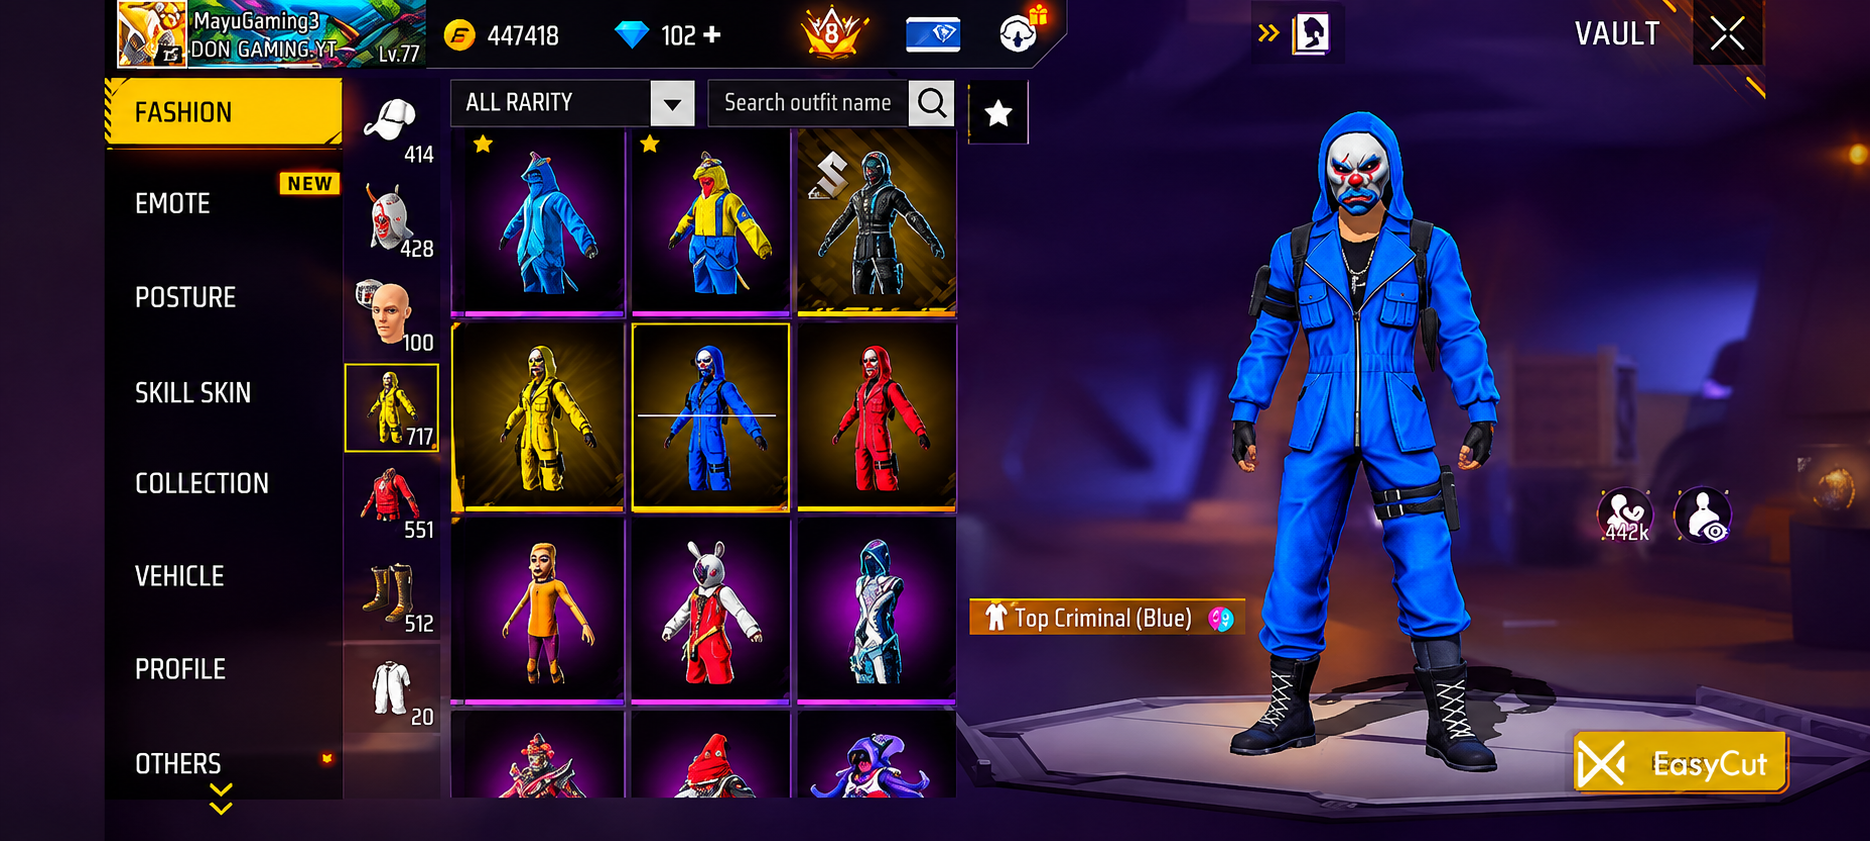 MayuGaming3
DON GAMING.YT
Lv.77
447418
102 +
8
VAULT
FASHION
ALL RARITY
Search outfit name
414
NEW
EMOTE
428
POSTURE
100
SKILL SKIN
717
COLLECTION
551
VEHICLE
512
442k
Top Criminal (Blue)
PROFILE
20
OTHERS
EasyCut